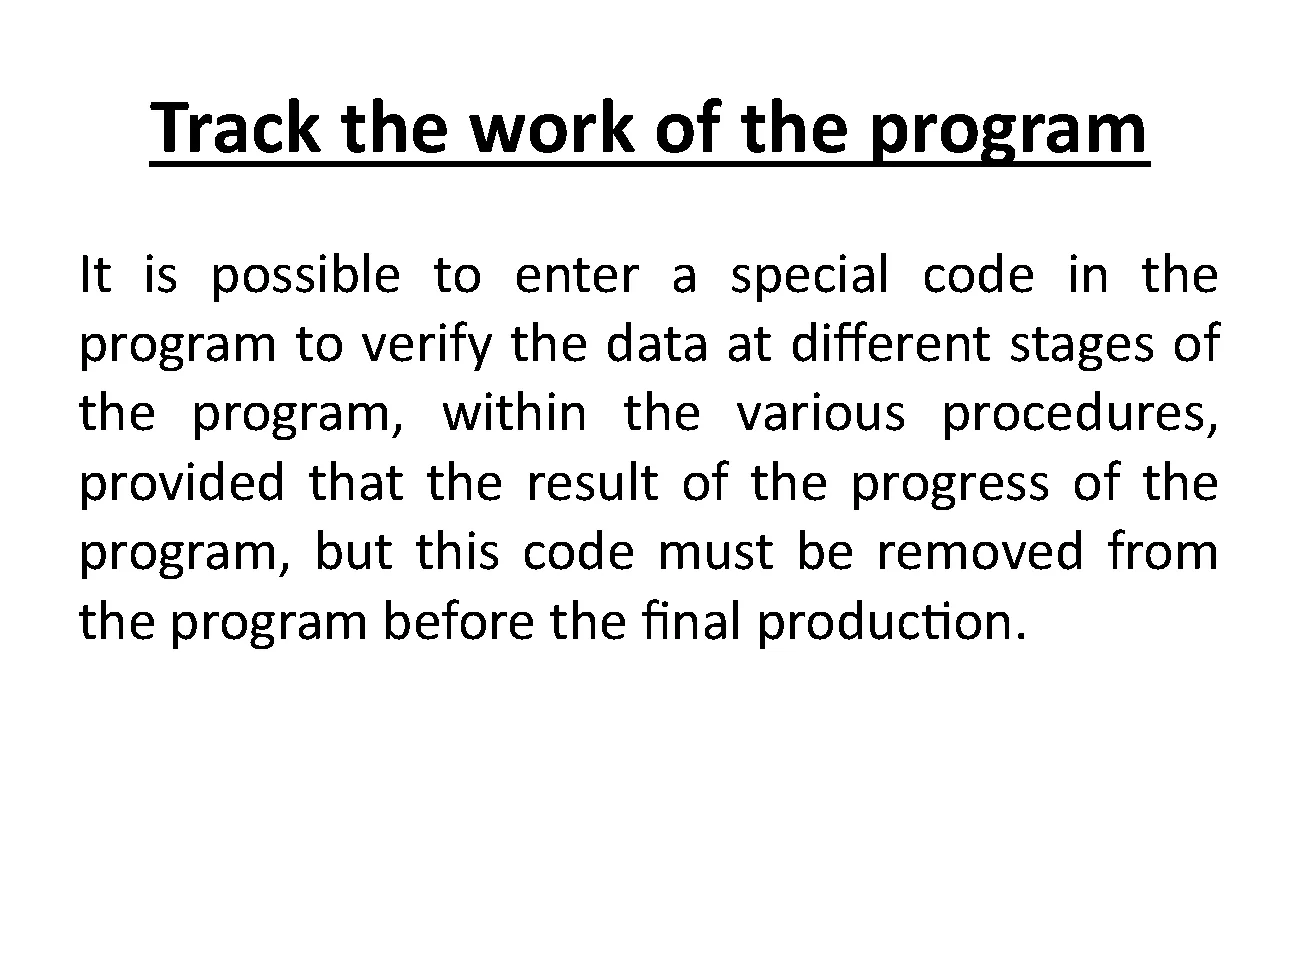 Track the work of the program
It is possible to enter a special code in the
program to verify the data at different stages of
the program, within the various procedures,
provided that the result of the progress of the
program, but this code must be removed from
the program before the final production.